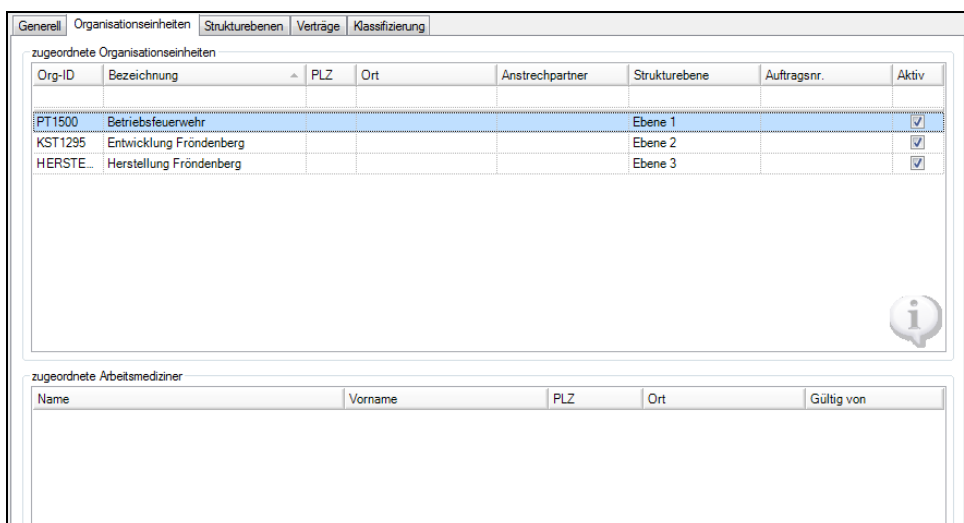 Generell Organisationseinheiten Strukturebenen Verträge Klassifizierung
zugeordnete Organisationseinheiten
Org-ID Bezeichnung PLZ Ort Anstrechpartner Strukturebene Auftragsnr. Aktiv
PT1500 Betriebsfeuerwehr Ebene 1
KST1295 Entwicklung Fröndenberg Ebene 2
HERSTE... Herstellung Fröndenberg Ebene 3
i
zugeordnete Arbeitsmediziner
Name Vorname PLZ Ort Gültig von